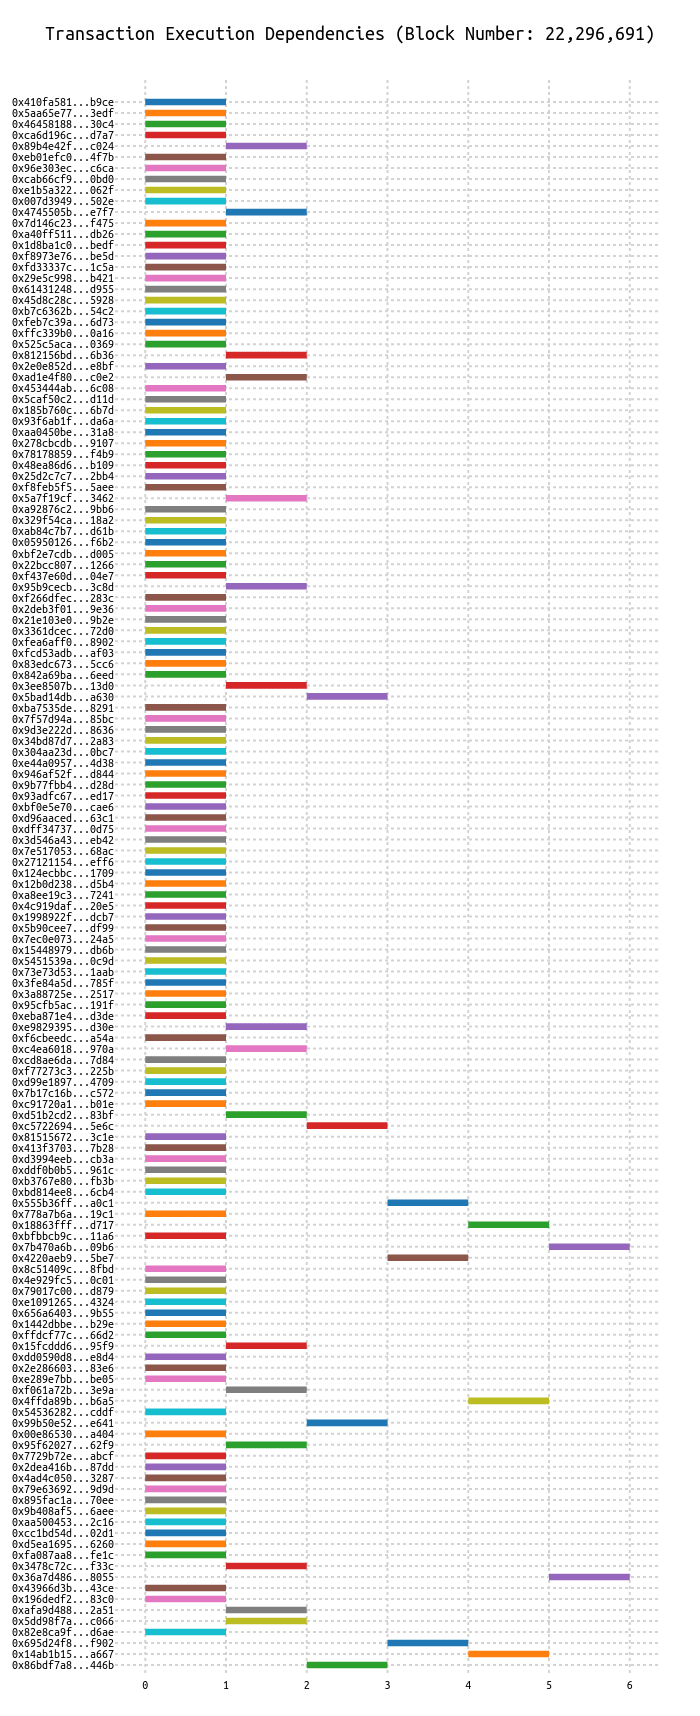 Transaction Execution Dependencies (Block Number: 22,296,691)
0x410fa581...b9ce
0x5aa65e77...3edf
0x46458188...30c4
0xca6d196c...d7a7
0x89b4e42f...c024
0xeb01efc0...4f7b
0x96e303ec...c6ca
0xcab66cf9...0bd0
0xe1b5a322...062f
0x007d3949...502e
0x4745505b...e7f7
0x7d146c23...f475
0xa40ff511...db26
0x1d8ba1c0...bedf
0xf8973e76...be5d
0xfd33337c...1c5a
0x29e5c998...b421
0x61431248...d955
0x45d8c28c...5928
0xb7c6362b...54c2
0xfeb7c39a...6d73
0xffc339b0...0a16
0x525c5aca...0369
0x812156bd...6b36
0x2e0e852d...e8bf
0xad1e4f80...c0e2
0x453444ab...6c08
0x5caf50c2...d11d
0x185b760c...6b7d
0x93f6ab1f...da6a
0xaa0450be...31a8
0x278cbcdb...9107
0x78178859...f4b9
0x48ea86d6...b109
0x25d2c7c7...2bb4
0xf8feb5f5...5aee
0x5a7f19cf...3462
0xa92876c2...9bb6
0x329f54ca...18a2
0xab84c7b7...d61b
0x05950126...f6b2
0xbf2e7cdb...d005
0x22bcc807...1266
0xf437e60d...04e7
0x95b9cecb...3c8d
0xf266dfec...283c
0x2deb3f01...9e36
0x21e103e0...9b2e
0x3361dcec...72d0
0xfea6aff0...8902
0xfcd53adb...af03
0x83edc673...5cc6
0x842a69ba...6eed
0x3ee8507b...13d0
0x5bad14db...a630
0xba7535de...8291
0x7f57d94a...85bc
0x9d3e222d...8636
0x34bd87d7...2a83
0x304aa23d...0bc7
0xe44a0957...4d38
0x946af52f...d844
0x9b77fbb4...d28d
0x93adfc67...ed17
0xbf0e5e70...cae6
0xd96aaced...63c1
0xdff34737...0d75
0x3d546a43...eb42
0x7e517053...68ac
0x27121154...eff6
0x124ecbbc...1709
0x12b0d238...d5b4
0xa8ee19c3...7241
0x4c919daf...20e5
0x1998922f...dcb7
0x5b90cee7...df99
0x7ec0e073...24a5
0x15448979...db6b
0x5451539a...0c9d
0x73e73d53...1aab
0x3fe84a5d...785f
0x3a88725e...2517
0x95cfb5ac...191f
0xeba871e4...d3de
0xe9829395...d30e
0xf6cbeedc...a54a
0xc4ea6018...970a
0xcd8ae6da...7d84
0xf77273c3...225b
0xd99e1897...4709
0x7b17c16b...c572
0xc91720a1...b01e
0xd51b2cd2...83bf
0xc5722694...5e6c
0x81515672...3c1e
0x413f3703...7b28
0xd3994eeb...cb3a
0xddf0b0b5...961c
0xb3767e80...fb3b
0xbd814ee8...6cb4
0x555b36ff...a0c1
0x778a7b6a...19c1
0x18863fff...d717
0xbfbbcb9c...11a6
0x7b470a6b...09b6
0x4220aeb9...5be7
0x8c51409c...8fbd
0x4e929fc5...0c01
0x79017c00...d879
0xe1091265...4324
0x656a6403...9b55
0x1442dbbe...b29e
0xffdcf77c...66d2
0x15fcddd6...95f9
0xdd0590d8...e8d4
0x2e286603...83e6
0xe289e7bb...be05
0xf061a72b...3e9a
0x4ffda89b...b6a5
0x54536282...cddf
0x99b50e52...e641
0x00e86530...a404
0x95f62027...62f9
0x7729b72e...abcf
0x2dea416b...87dd
0x4ad4c050...3287
0x79e63692...9d9d
0x895fac1a...70ee
0x9b408af5...6aee
0xaa500453...2c16
0xcc1bd54d...02d1
0xd5ea1695...6260
0xfa087aa8...fe1c
0x3478c72c...f33c
0x36a7d486...8055
0x43966d3b...43ce
0x196dedf2...83c0
0xafa9d488...2a51
0x5dd98f7a...c066
0x82e8ca9f...d6ae
0x695d24f8...f902
0x14ab1b15...a667
0x86bdf7a8...446b
0 1 2 3 4 5 6